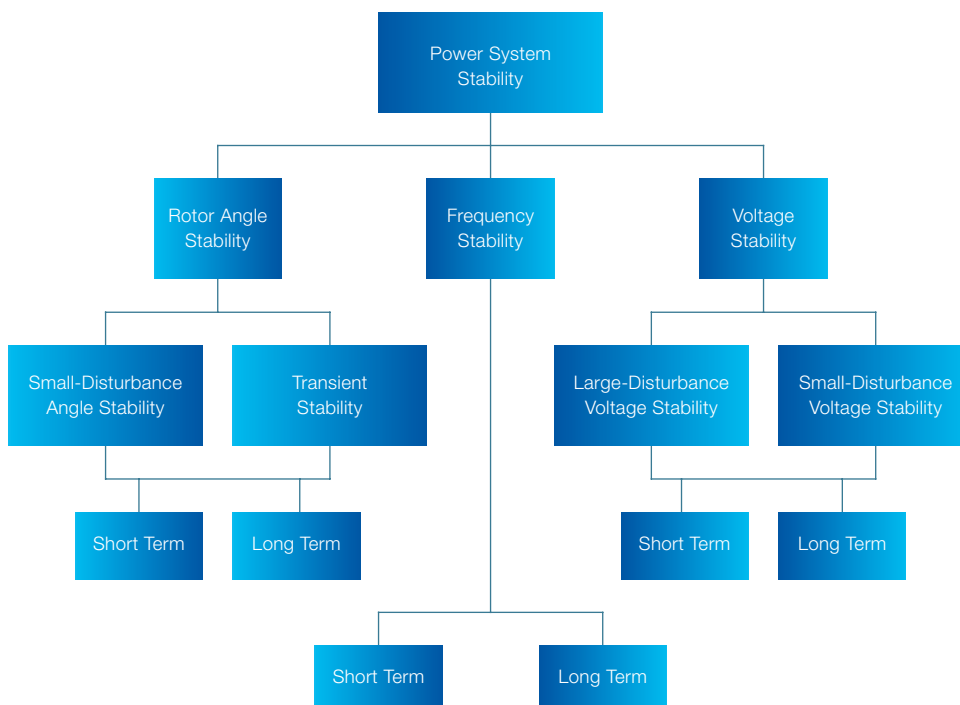 Power System
Stability
Rotor Angle
Stability
Frequency
Stability
Voltage
Stability
Small-Disturbance
Angle Stability
Transient
Stability
Large-Disturbance
Voltage Stability
Small-Disturbance
Voltage Stability
Short Term
Long Term
Short Term
Long Term
Short Term
Long Term